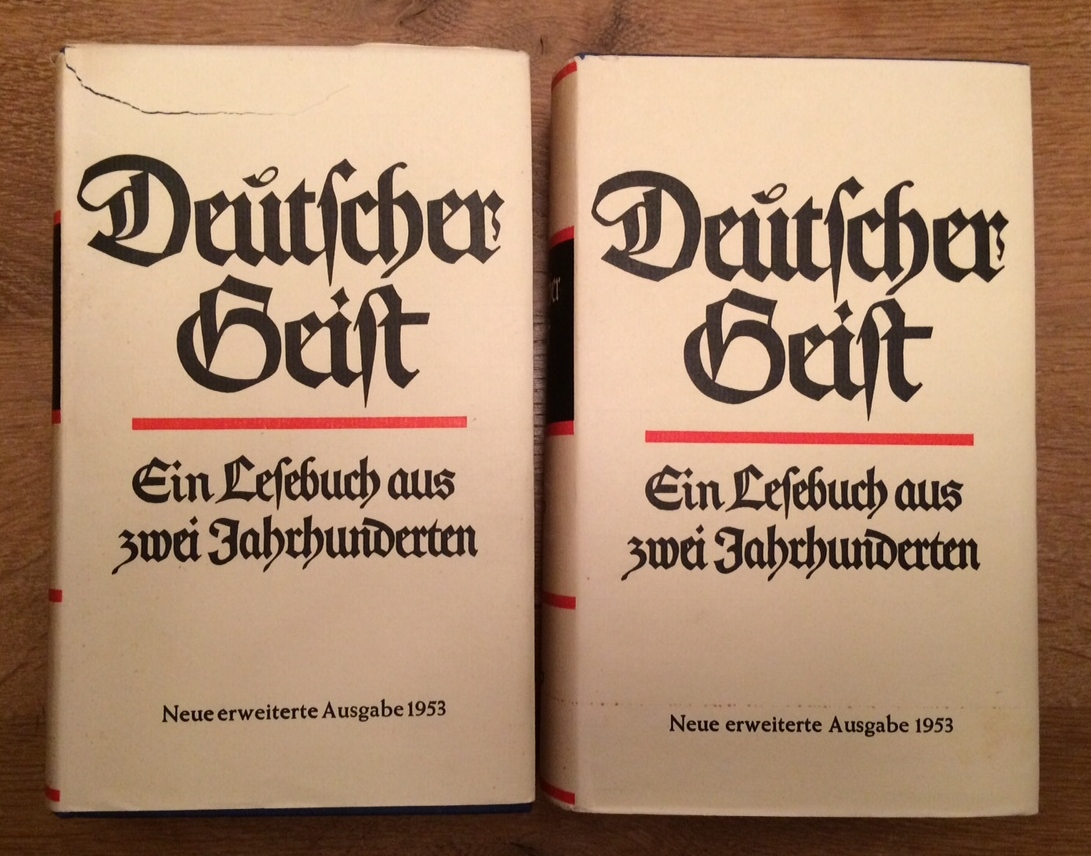 Deutscher
Geist
Ein Lesebuch aus
zwei Jahrhunderten
Neue erweiterte Ausgabe 1953
Deutscher
Geist
Ein Lesebuch aus
zwei Jahrhunderten
Neue erweiterte Ausgabe 1953